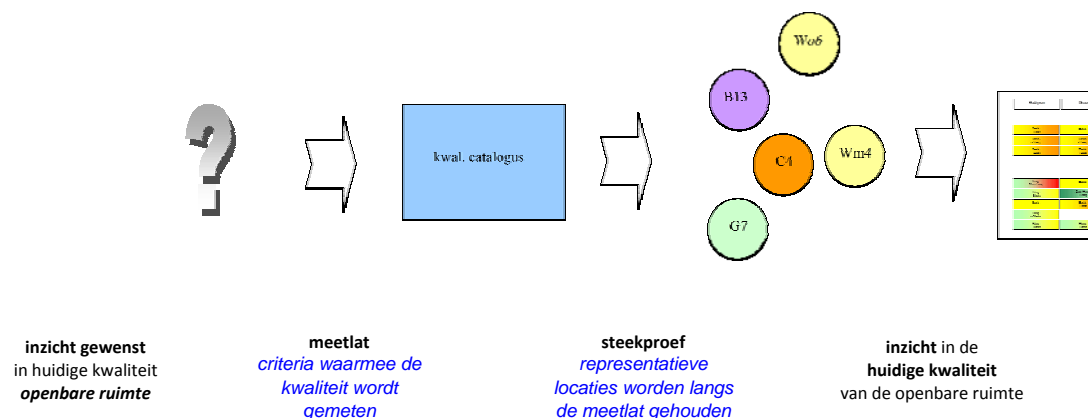 ?
Wo6
B13
kwal. catalogus
C4
Wm4
G7
inzicht gewenst
in huidige kwaliteit
openbare ruimte
meetlat
criteria waarmee de
kwaliteit wordt
gemeten
steekproef
representatieve
locaties worden langs
de meetlat gehouden
inzicht in de
huidige kwaliteit
van de openbare ruimte